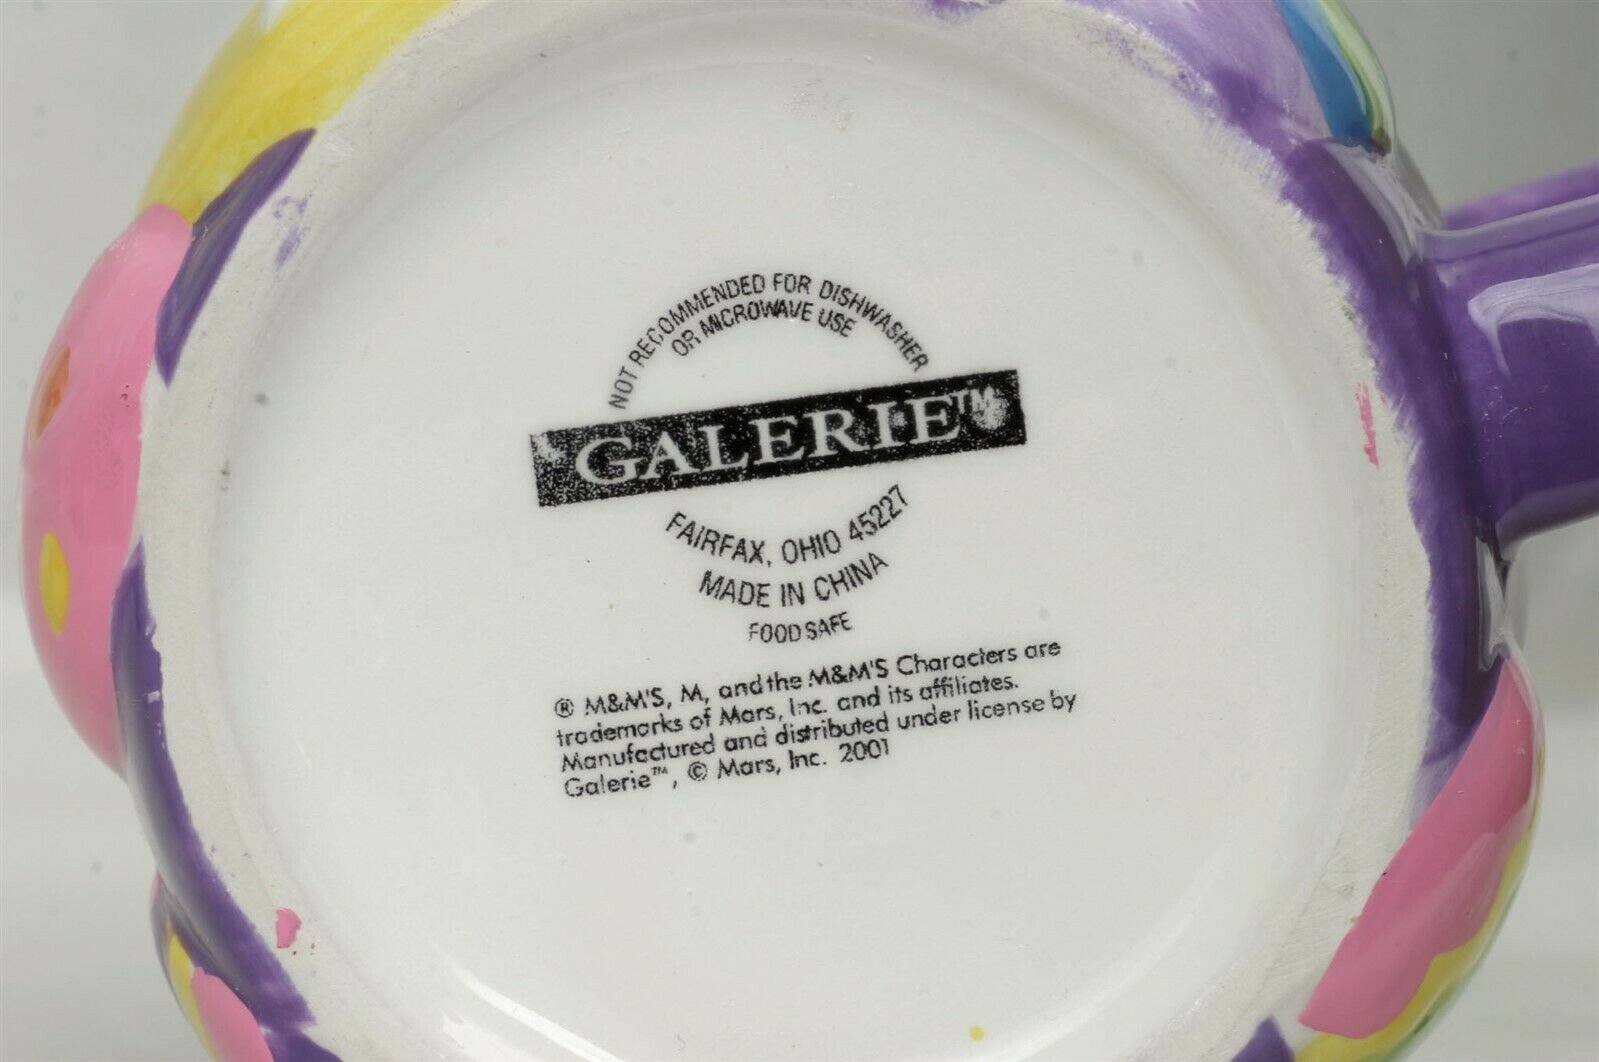 NOT RECOMMENDED FOR DISHWASHER
OR MICROWAVE USE
GALERIE™
FAIRFAX, OHIO 45227
MADE IN CHINA
FOOD SAFE
® M&M'S, M, and the M&M'S Characters are
trademarks of Mars, Inc. and its affiliates.
Manufactured and distributed under license by
Galerie™, © Mars, Inc. 2001